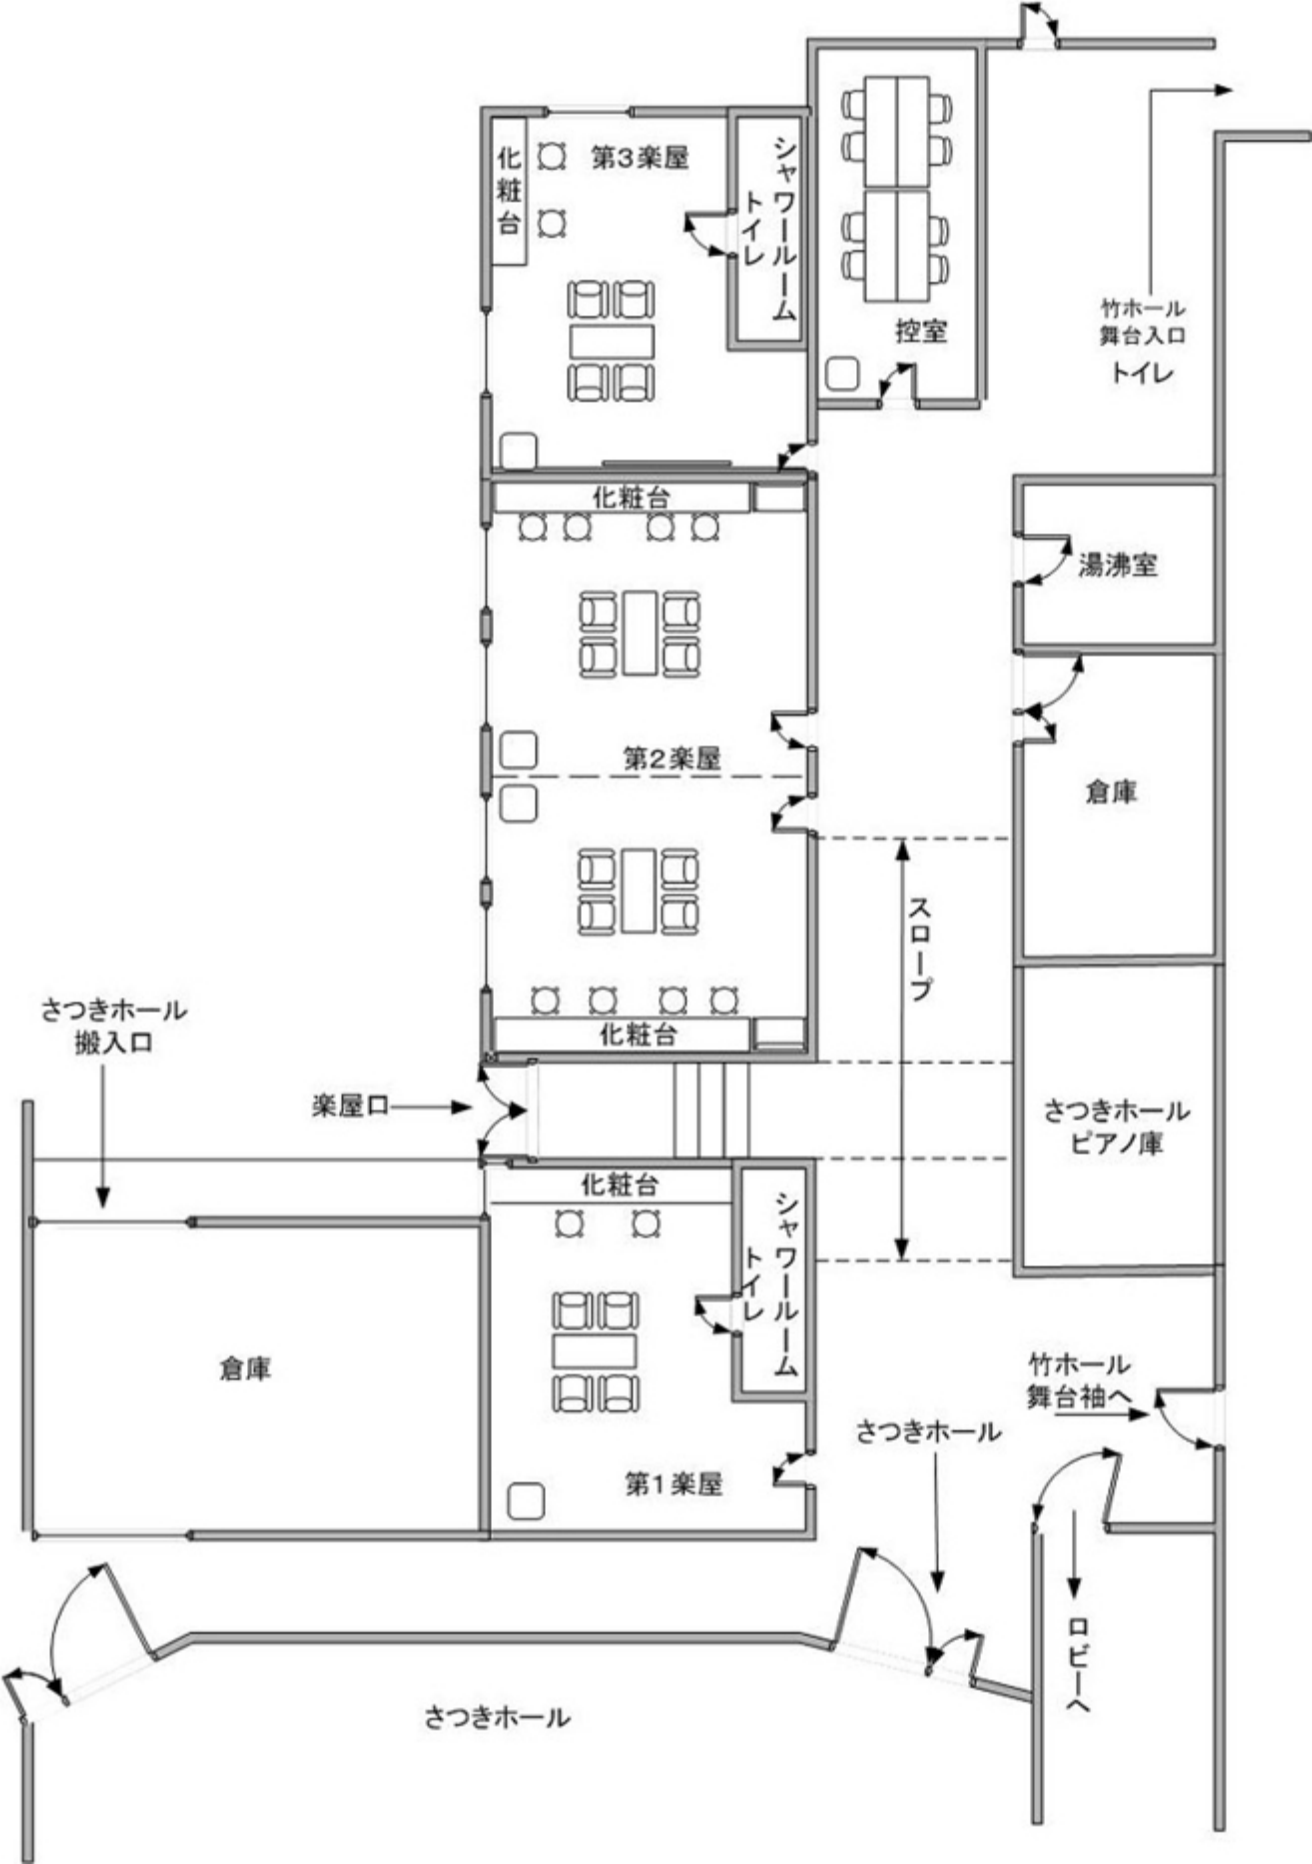 化粧台
第3楽屋
シャワールーム
トイレ
控室
竹ホール
舞台入口
トイレ
化粧台
湯沸室
第2楽屋
倉庫
スロープ
さつきホール
搬入口
化粧台
楽屋口
さつきホール
ピアノ庫
化粧台
シャワールーム
トイレ
倉庫
竹ホール
舞台袖へ
さつきホール
第1楽屋
ロビーへ
さつきホール